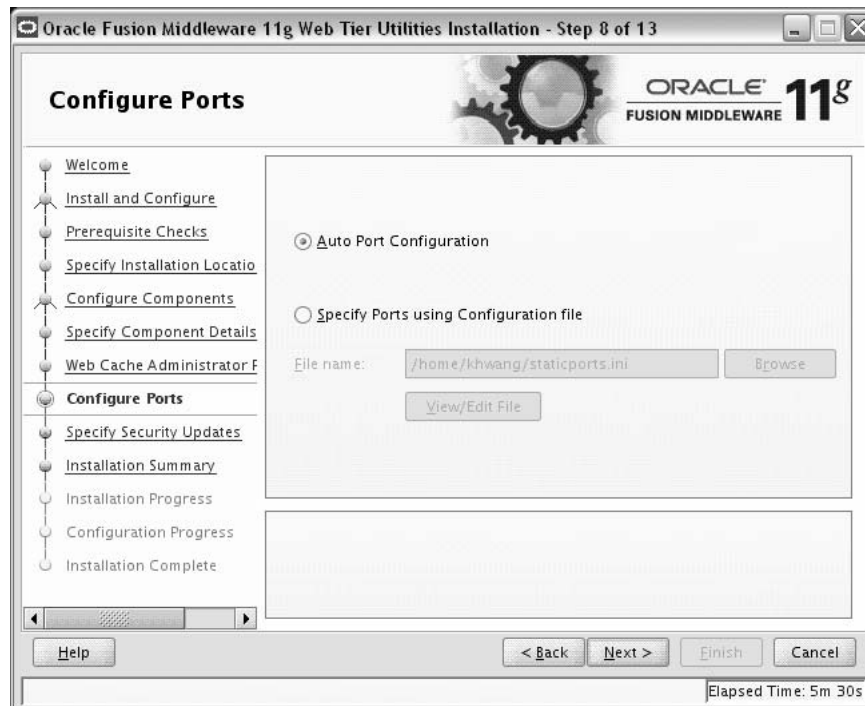 Oracle Fusion Middleware 11g Web Tier Utilities Installation - Step 8 of 13
Configure Ports
ORACLE
FUSION MIDDLEWARE
11g
Welcome
Install and Configure
Prerequisite Checks
Specify Installation Locatio
Configure Components
Specify Component Details
Web Cache Administrator P
Configure Ports
Specify Security Updates
Installation Summary
Installation Progress
Configuration Progress
Installation Complete
Auto Port Configuration
Specify Ports using Configuration file
File name: /home/khwang/staticports.ini Browse
View/Edit File
Help < Back Next > Finish Cancel
Elapsed Time: 5m 30s